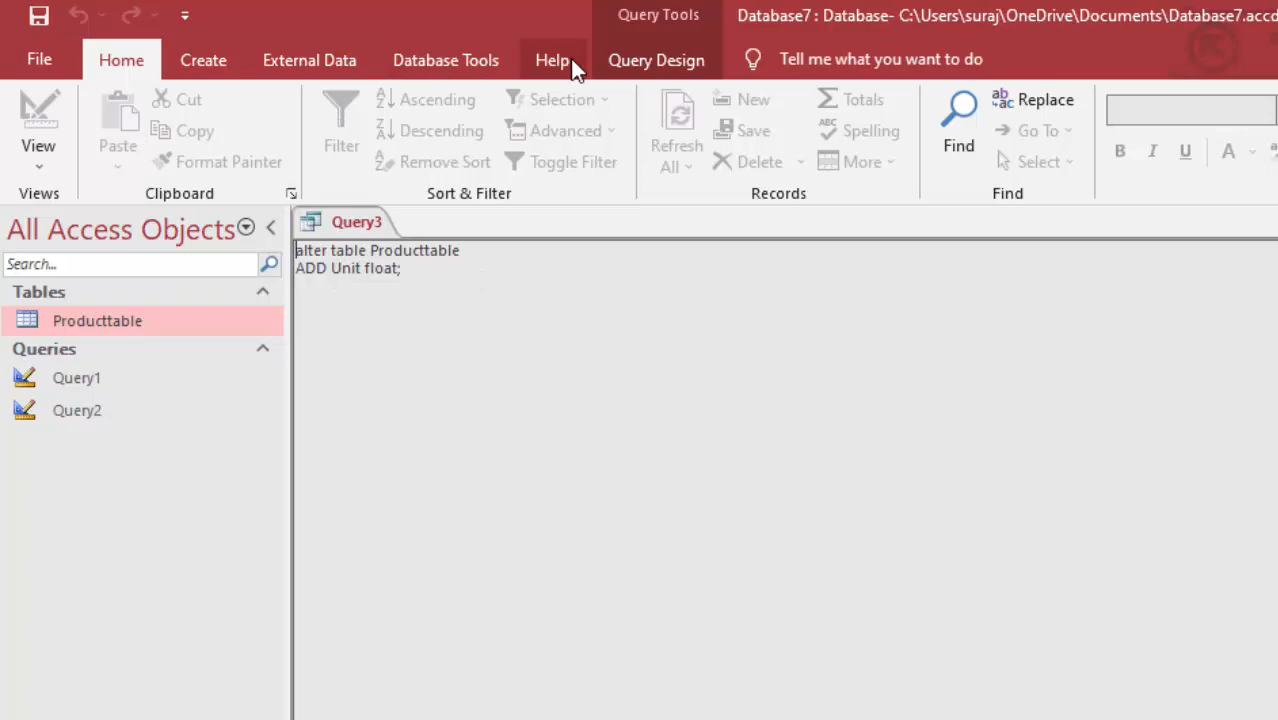 Query Tools
Database7 : Database- C:\Users\suraj\OneDrive\Documents\Database7.accd
File
Home
Create
External Data
Database Tools
Help
Query Design
Tell me what you want to do
View
Paste
Cut
Copy
Format Painter
Filter
Ascending
Descending
Remove Sort
Selection
Advanced
Toggle Filter
Refresh
All
New
Save
Delete
Totals
Spelling
More
Find
Replace
Go To
Select
B I U A
Views
Clipboard
Sort & Filter
Records
Find
All Access Objects
Search...
Tables
Producttable
Queries
Query1
Query2
Query3
alter table Producttable
ADD Unit float;